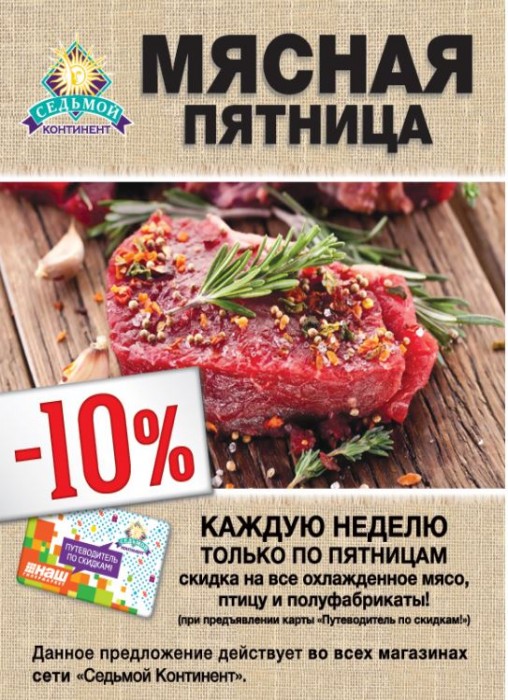 СЕДЬМОЙ
КОНТИНЕНТ
МЯСНАЯ
ПЯТНИЦА
-10%
ПУТЕВОДИТЕЛЬ
ПО СКИДКАМ!
НАШ
КАЖДУЮ НЕДЕЛЮ
ТОЛЬКО ПО ПЯТНИЦАМ
скидка на все охлажденное мясо,
птицу и полуфабрикаты!
(при предъявлении карты «Путеводитель по скидкам!»)
Данное предложение действует во всех магазинах
сети «Седьмой Континент».